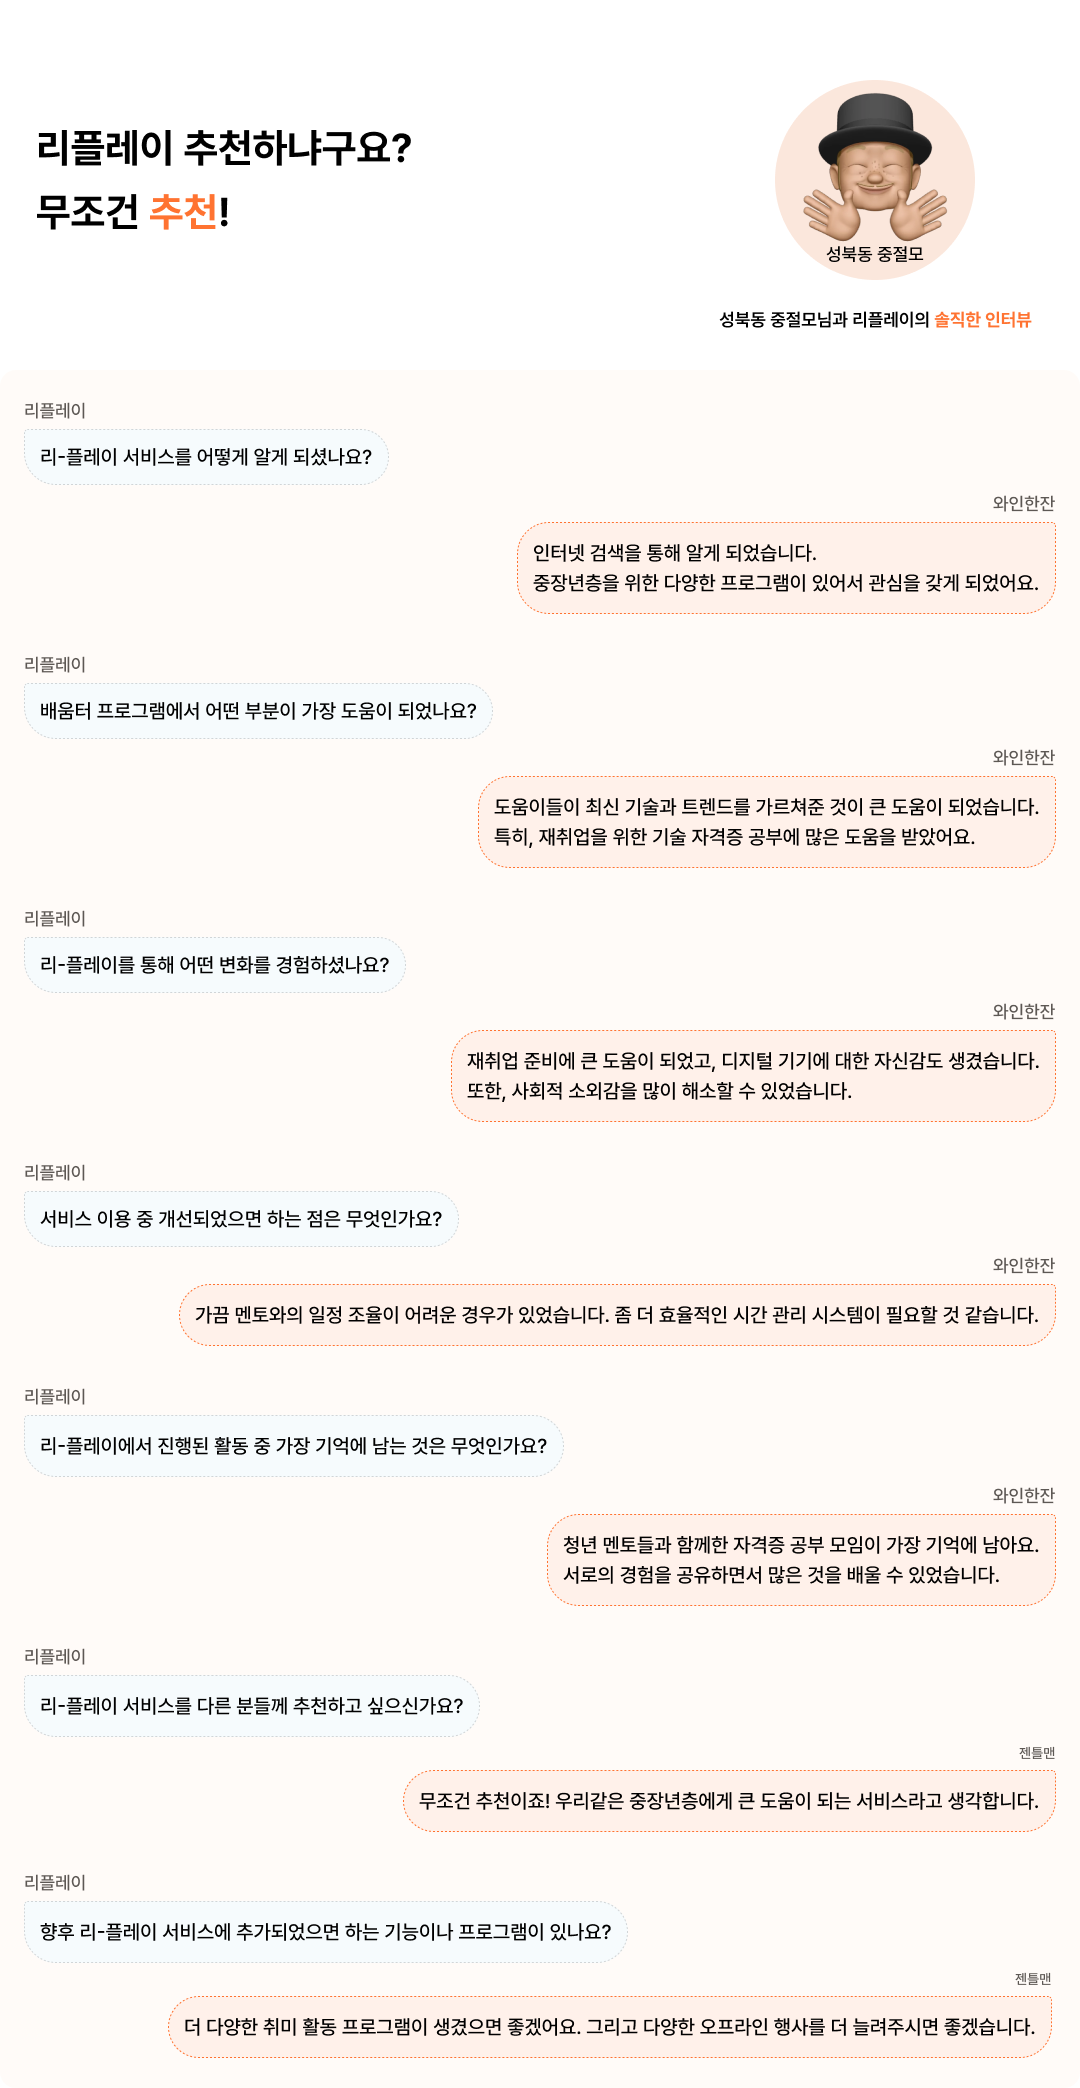 리플레이 추천하냐구요?
무조건 추천!
성북동 중절모
성북동 중절모님과 리플레이의 솔직한 인터뷰
리플레이
리-플레이 서비스를 어떻게 알게 되셨나요?
와인한잔
인터넷 검색을 통해 알게 되었습니다.
중장년층을 위한 다양한 프로그램이 있어서 관심을 갖게 되었어요.
리플레이
배움터 프로그램에서 어떤 부분이 가장 도움이 되었나요?
와인한잔
도움이들이 최신 기술과 트렌드를 가르쳐준 것이 큰 도움이 되었습니다.
특히, 재취업을 위한 기술 자격증 공부에 많은 도움을 받았어요.
리플레이
리-플레이를 통해 어떤 변화를 경험하셨나요?
와인한잔
재취업 준비에 큰 도움이 되었고, 디지털 기기에 대한 자신감도 생겼습니다.
또한, 사회적 소외감을 많이 해소할 수 있었습니다.
리플레이
서비스 이용 중 개선되었으면 하는 점은 무엇인가요?
와인한잔
가끔 멘토와의 일정 조율이 어려운 경우가 있었습니다. 좀 더 효율적인 시간 관리 시스템이 필요할 것 같습니다.
리플레이
리-플레이에서 진행된 활동 중 가장 기억에 남는 것은 무엇인가요?
와인한잔
청년 멘토들과 함께한 자격증 공부 모임이 가장 기억에 남아요.
서로의 경험을 공유하면서 많은 것을 배울 수 있었습니다.
리플레이
리-플레이 서비스를 다른 분들께 추천하고 싶으신가요?
젠틀맨
무조건 추천이죠! 우리같은 중장년층에게 큰 도움이 되는 서비스라고 생각합니다.
리플레이
향후 리-플레이 서비스에 추가되었으면 하는 기능이나 프로그램이 있나요?
젠틀맨
더 다양한 취미 활동 프로그램이 생겼으면 좋겠어요. 그리고 다양한 오프라인 행사를 더 늘려주시면 좋겠습니다.